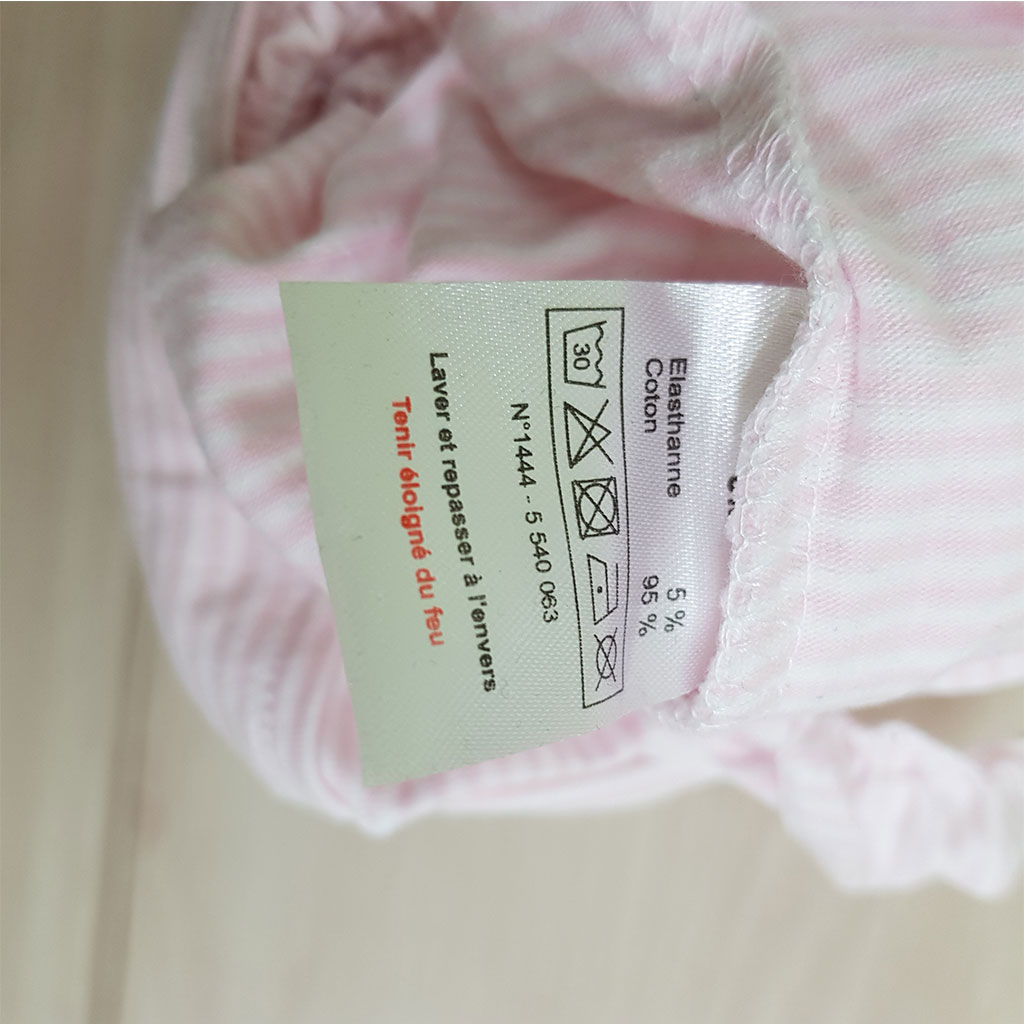 Elasthanne 5 %
Coton 95 %
30
N°1444 - 5 540 063
Laver et repasser à l'envers
Tenir éloigné du feu